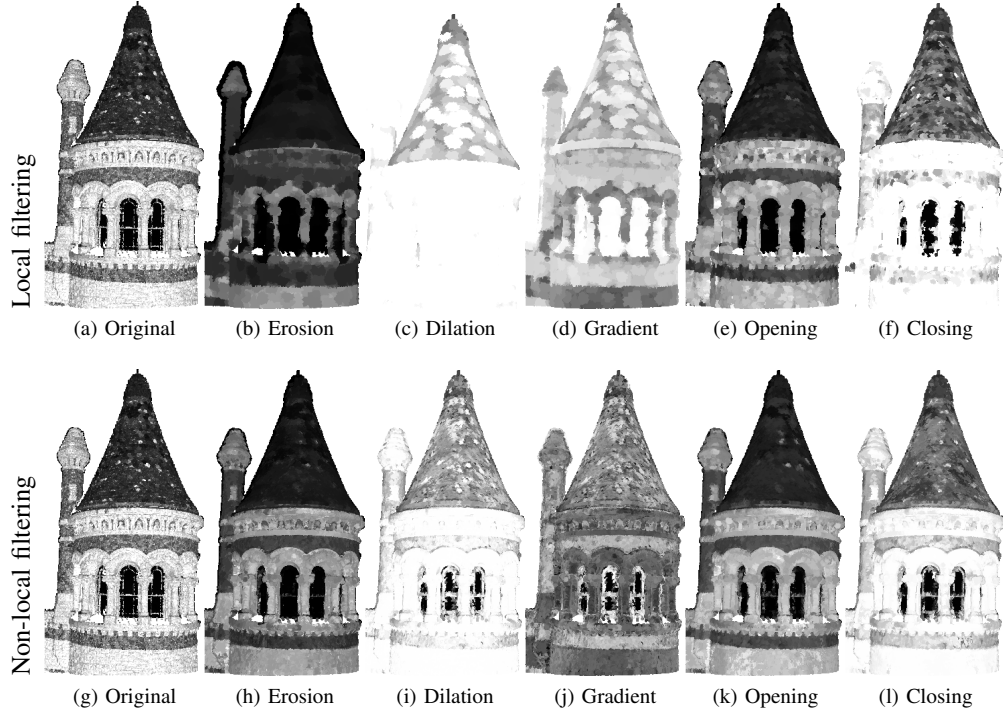 Local filtering
(a) Original (b) Erosion (c) Dilation (d) Gradient (e) Opening (f) Closing
Non-local filtering
(g) Original (h) Erosion (i) Dilation (j) Gradient (k) Opening (l) Closing